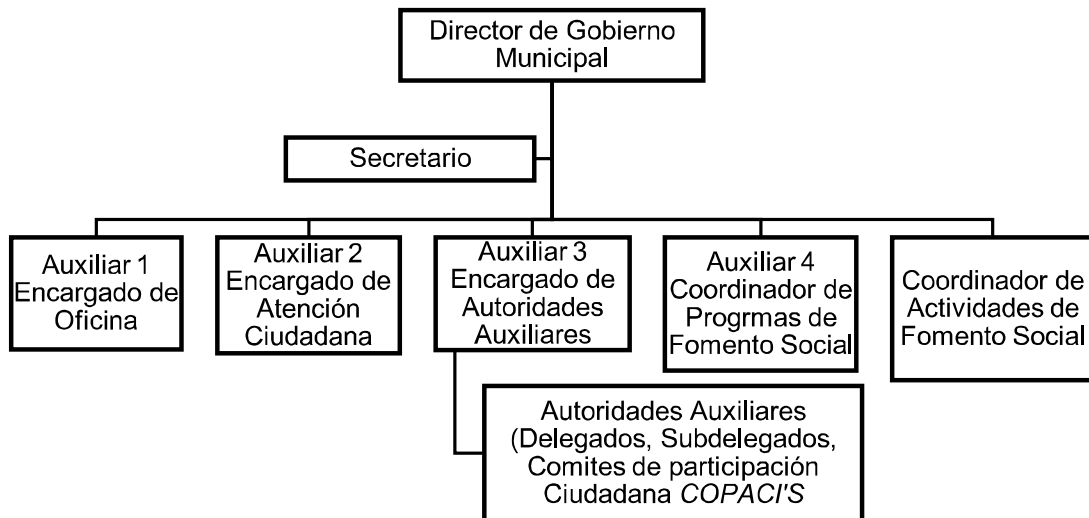 Director de Gobierno
Municipal
Secretario
Auxiliar 1
Encargado de
Oficina
Auxiliar 2
Encargado de
Atención
Ciudadana
Auxiliar 3
Encargado de
Autoridades
Auxiliares
Auxiliar 4
Coordinador de
Progrmas de
Fomento Social
Coordinador de
Actividades de
Fomento Social
Autoridades Auxiliares
(Delegados, Subdelegados,
Comites de participación
Ciudadana COPACI'S